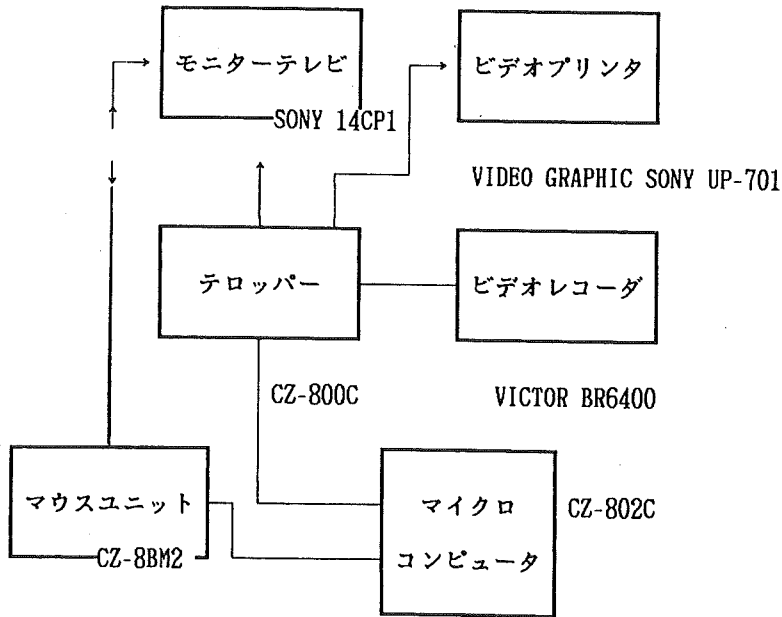 モニターテレビ
SONY 14CP1
ビデオプリンタ
VIDEO GRAPHIC SONY UP-701
テロッパー
CZ-800C
ビデオレコーダ
VICTOR BR6400
マウスユニット
CZ-8BM2
マイクロ
コンピュータ
CZ-802C